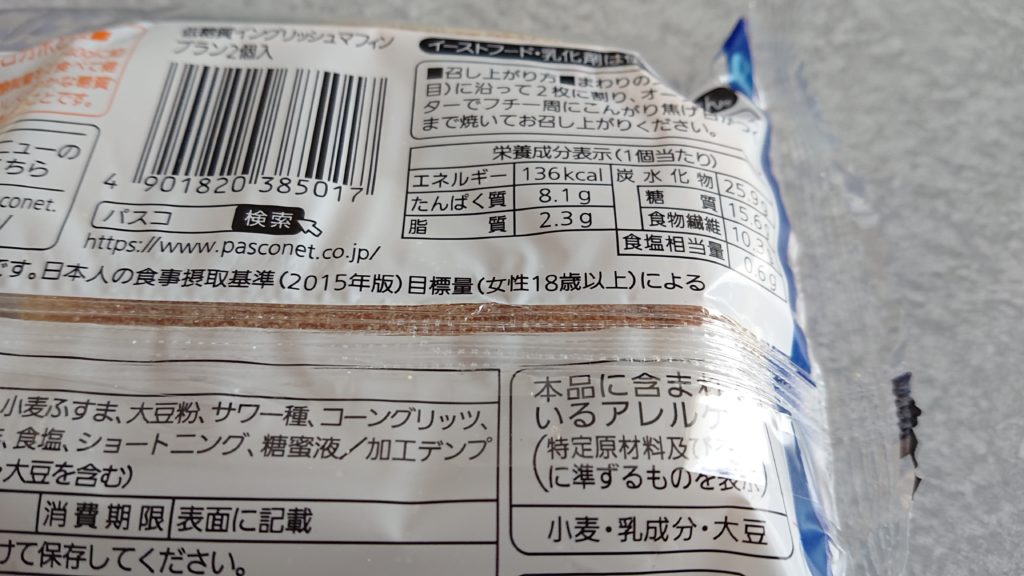 低糖質イングリッシュマフィン
ブラン2個入
4 901820 385017
パスコ 検索
https://www.pasconet.co.jp/
ニューの
ちら
conet.
イーストフード・乳化剤は
■召し上がり方■まわりの
目)に沿って2枚に割り、オー
ターでフチ一周にこんがり焦げ目が
まで焼いてお召し上がりください。
栄養成分表示(1個当たり)
エネルギー 136kcal 炭水化物 25.9g
たんぱく質 8.1g 糖質 15.6g
脂質 2.3g 食物繊維 10.3
食塩相当量 0.6g
です。日本人の食事摂取基準(2015年版)目標量(女性18歳以上)による
小麦ふすま、大豆粉、サワー種、コーングリッツ、
、食塩、ショートニング、糖蜜液／加工デンプ
・大豆を含む)
消費期限 表面に記載
けて保存してください。
本品に含まれ
いるアレルゲ
(特定原材料及び
に準ずるものを表示)
小麦・乳成分・大豆